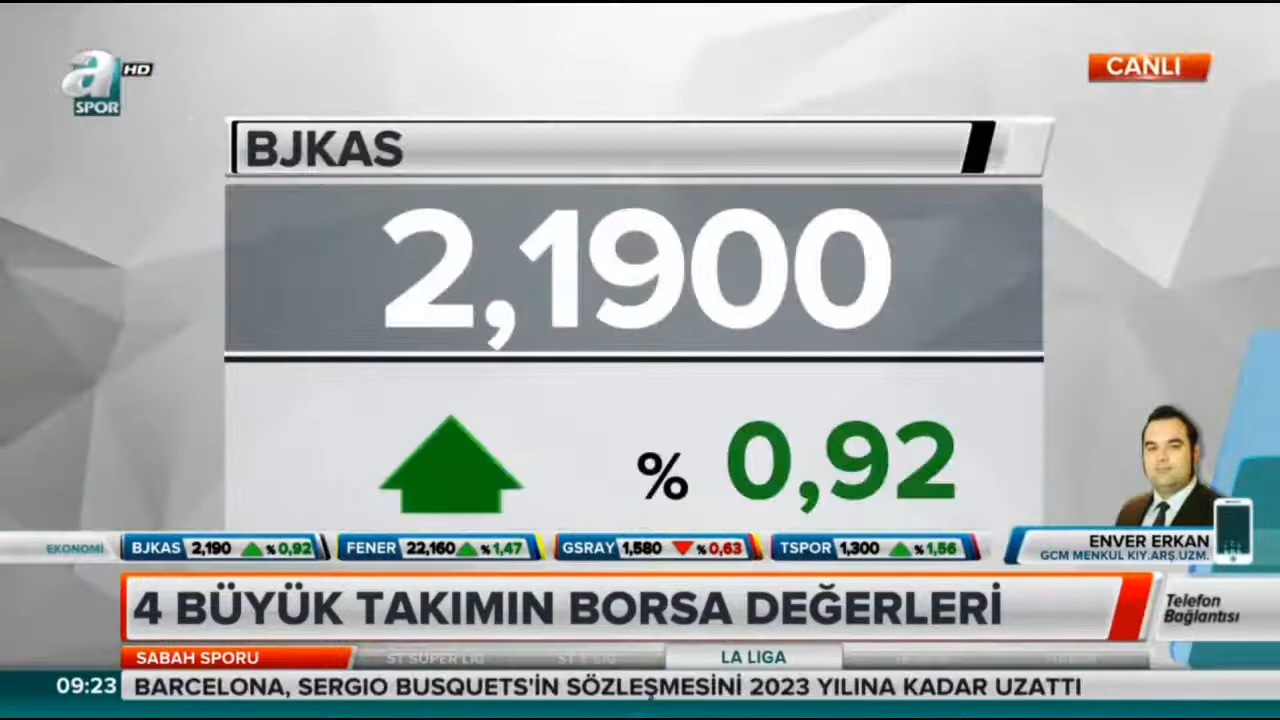 a HD
SPOR
CANLI
BJKAS
2,1900
% 0,92
EKONOMİ BJKAS 2,190 %0,92 FENER 22,160 %1,47 GSRAY 1,580 %0,63 TSPOR 1,300 %1,56
ENVER ERKAN
GCM MENKUL KIY.ARŞ.UZM.
4 BÜYÜK TAKIMIN BORSA DEĞERLERİ
Telefon
Bağlantısı
SABAH SPORU LA LIGA
09:23 BARCELONA, SERGIO BUSQUETS'İN SÖZLEŞMESİNİ 2023 YILINA KADAR UZATTI